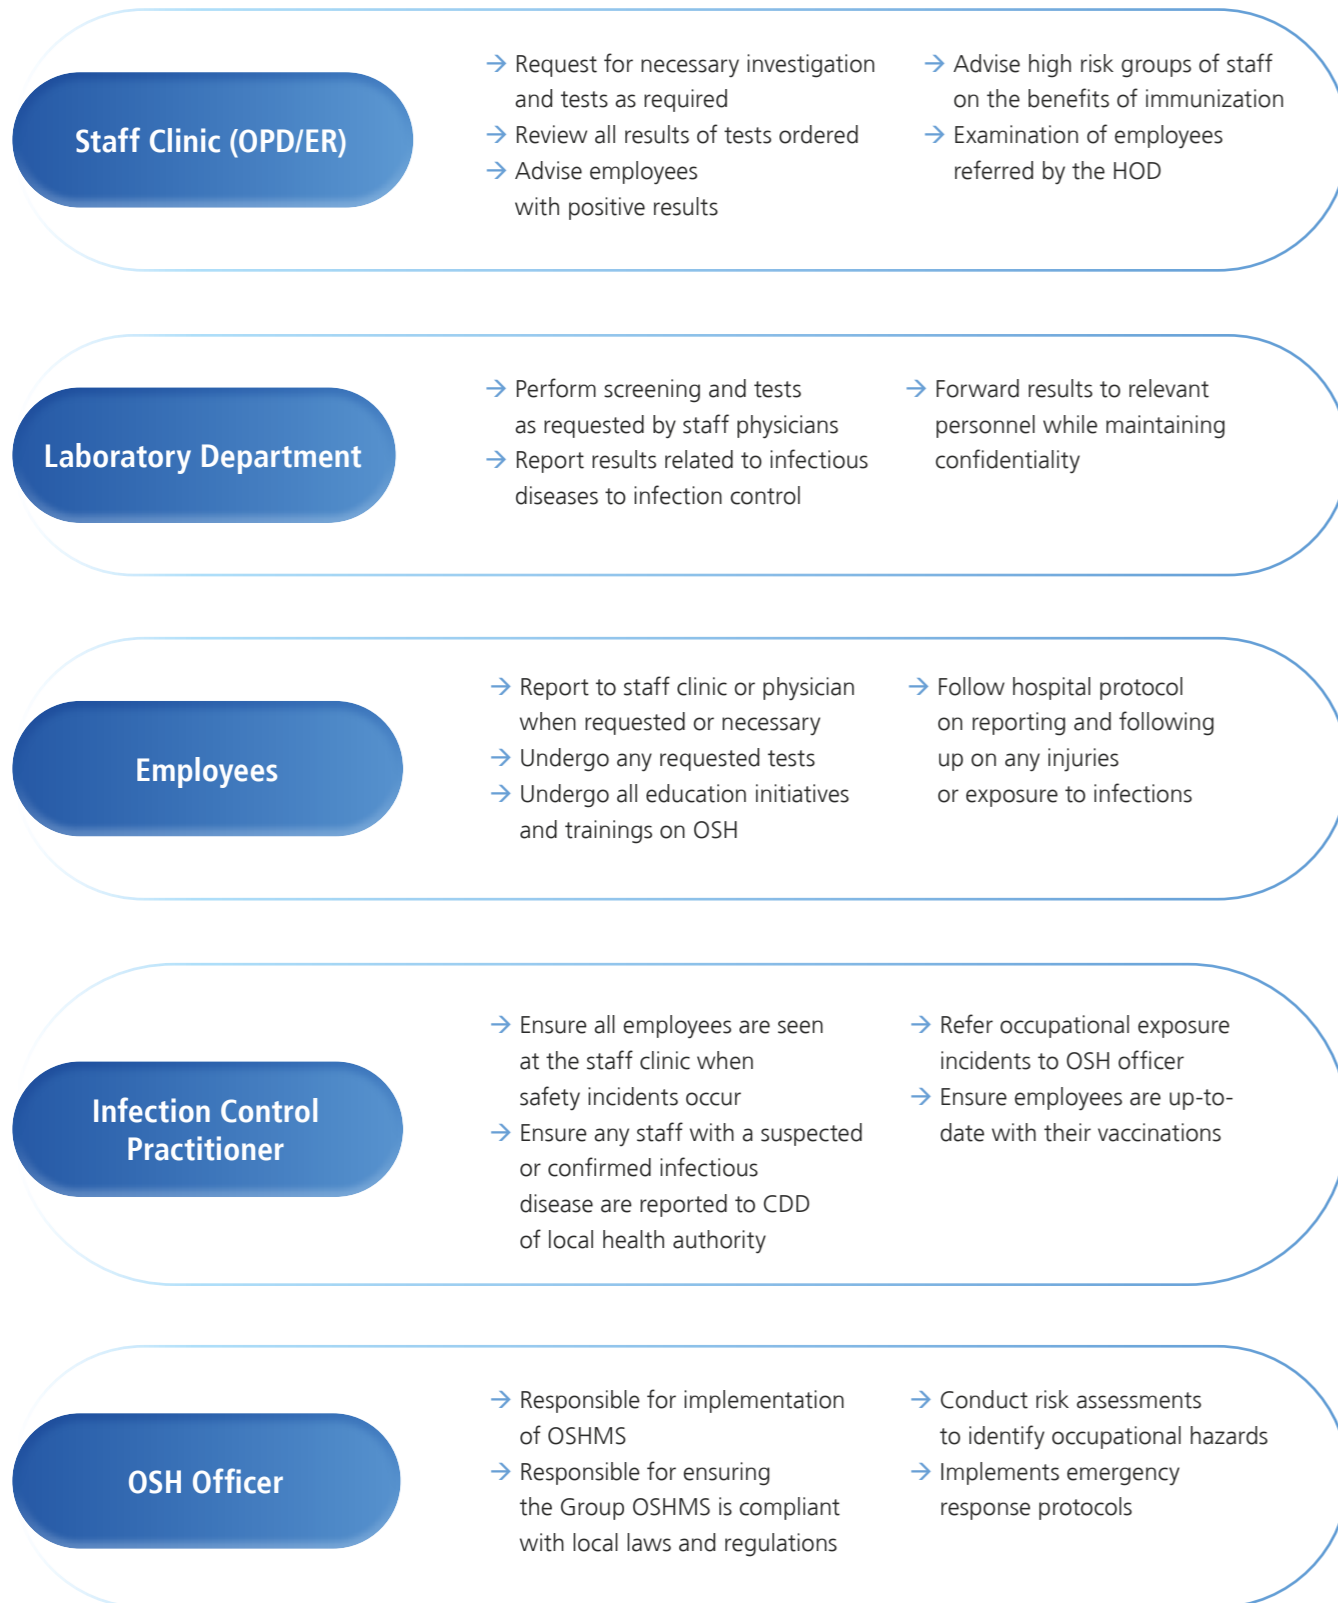 Staff Clinic (OPD/ER)
→ Request for necessary investigation
and tests as required
→ Review all results of tests ordered
→ Advise employees
with positive results
→ Advise high risk groups of staff
on the benefits of immunization
→ Examination of employees
referred by the HOD
Laboratory Department
→ Perform screening and tests
as requested by staff physicians
→ Report results related to infectious
diseases to infection control
→ Forward results to relevant
personnel while maintaining
confidentiality
Employees
→ Report to staff clinic or physician
when requested or necessary
→ Undergo any requested tests
→ Undergo all education initiatives
and trainings on OSH
→ Follow hospital protocol
on reporting and following
up on any injuries
or exposure to infections
Infection Control
Practitioner
→ Ensure all employees are seen
at the staff clinic when
safety incidents occur
→ Ensure any staff with a suspected
or confirmed infectious
disease are reported to CDD
of local health authority
→ Refer occupational exposure
incidents to OSH officer
→ Ensure employees are up-to-
date with their vaccinations
OSH Officer
→ Responsible for implementation
of OSHMS
→ Responsible for ensuring
the Group OSHMS is compliant
with local laws and regulations
→ Conduct risk assessments
to identify occupational hazards
→ Implements emergency
response protocols